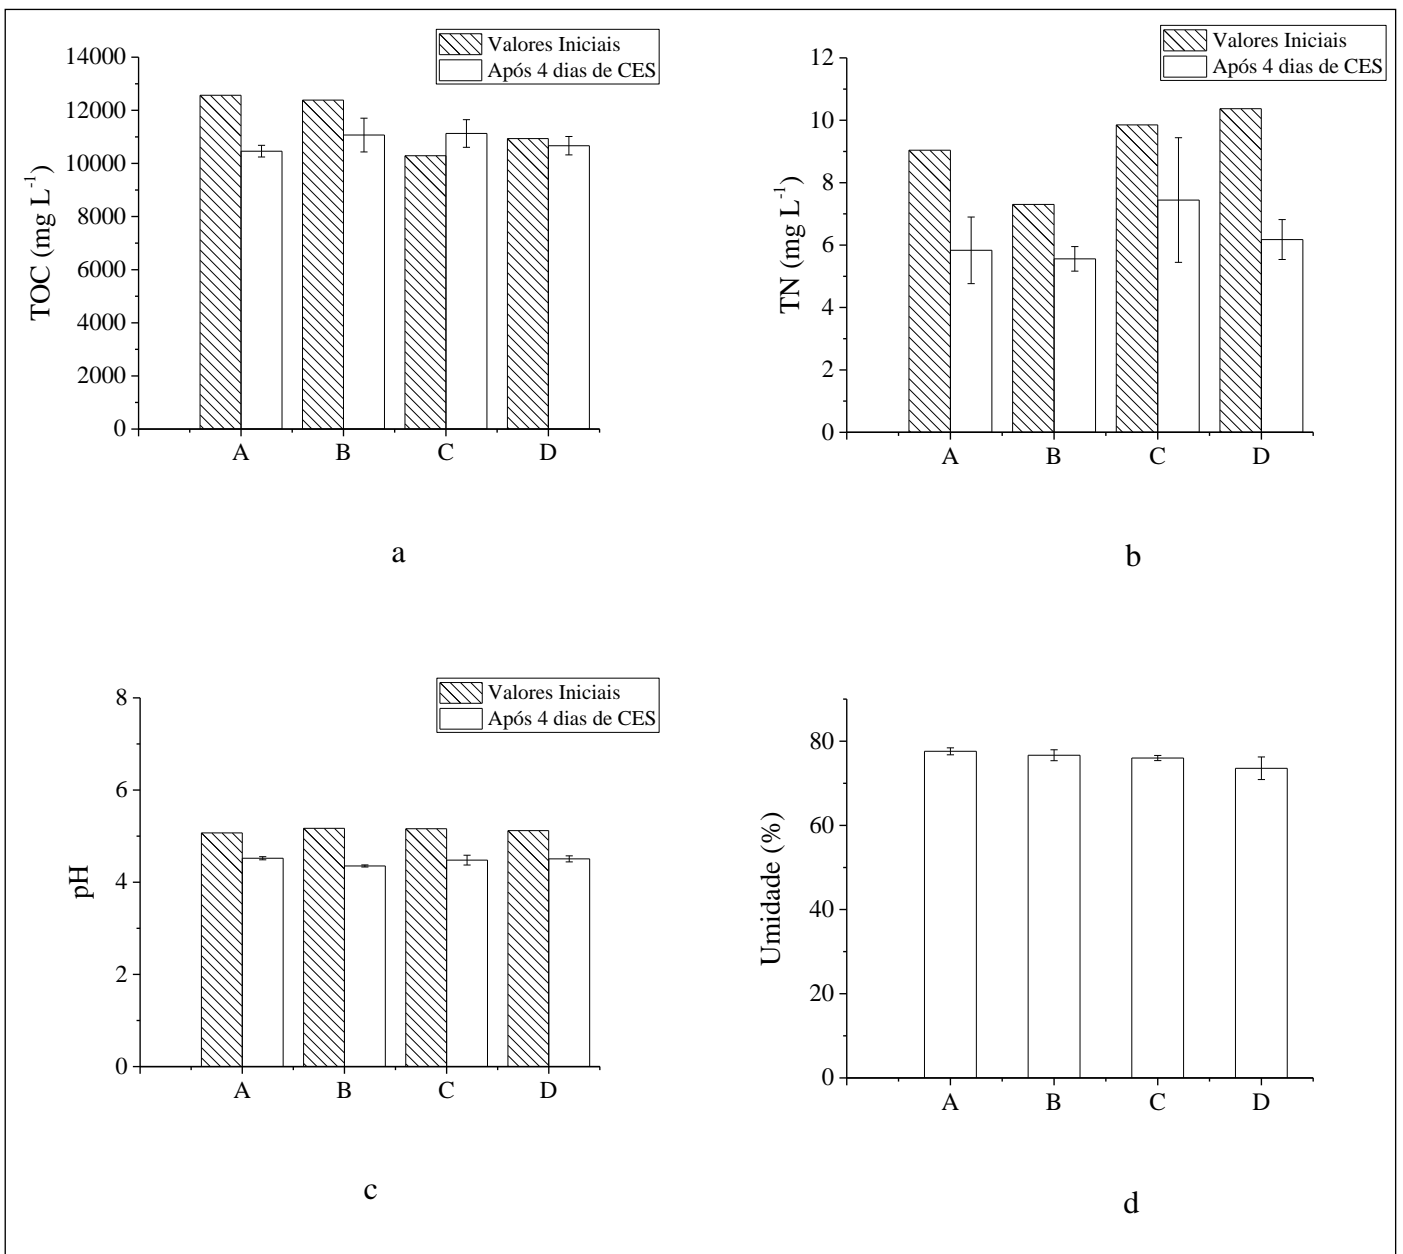 Valores Iniciais
Após 4 dias de CES
14000
12000
10000
8000
6000
4000
2000
0
TOC (mg L-1)
A B C D
a
Valores Iniciais
Após 4 dias de CES
12
10
8
6
4
2
0
TN (mg L-1)
A B C D
b
Valores Iniciais
Após 4 dias de CES
8
6
4
2
0
pH
A B C D
c
80
60
40
20
0
Umidade (%)
A B C D
d